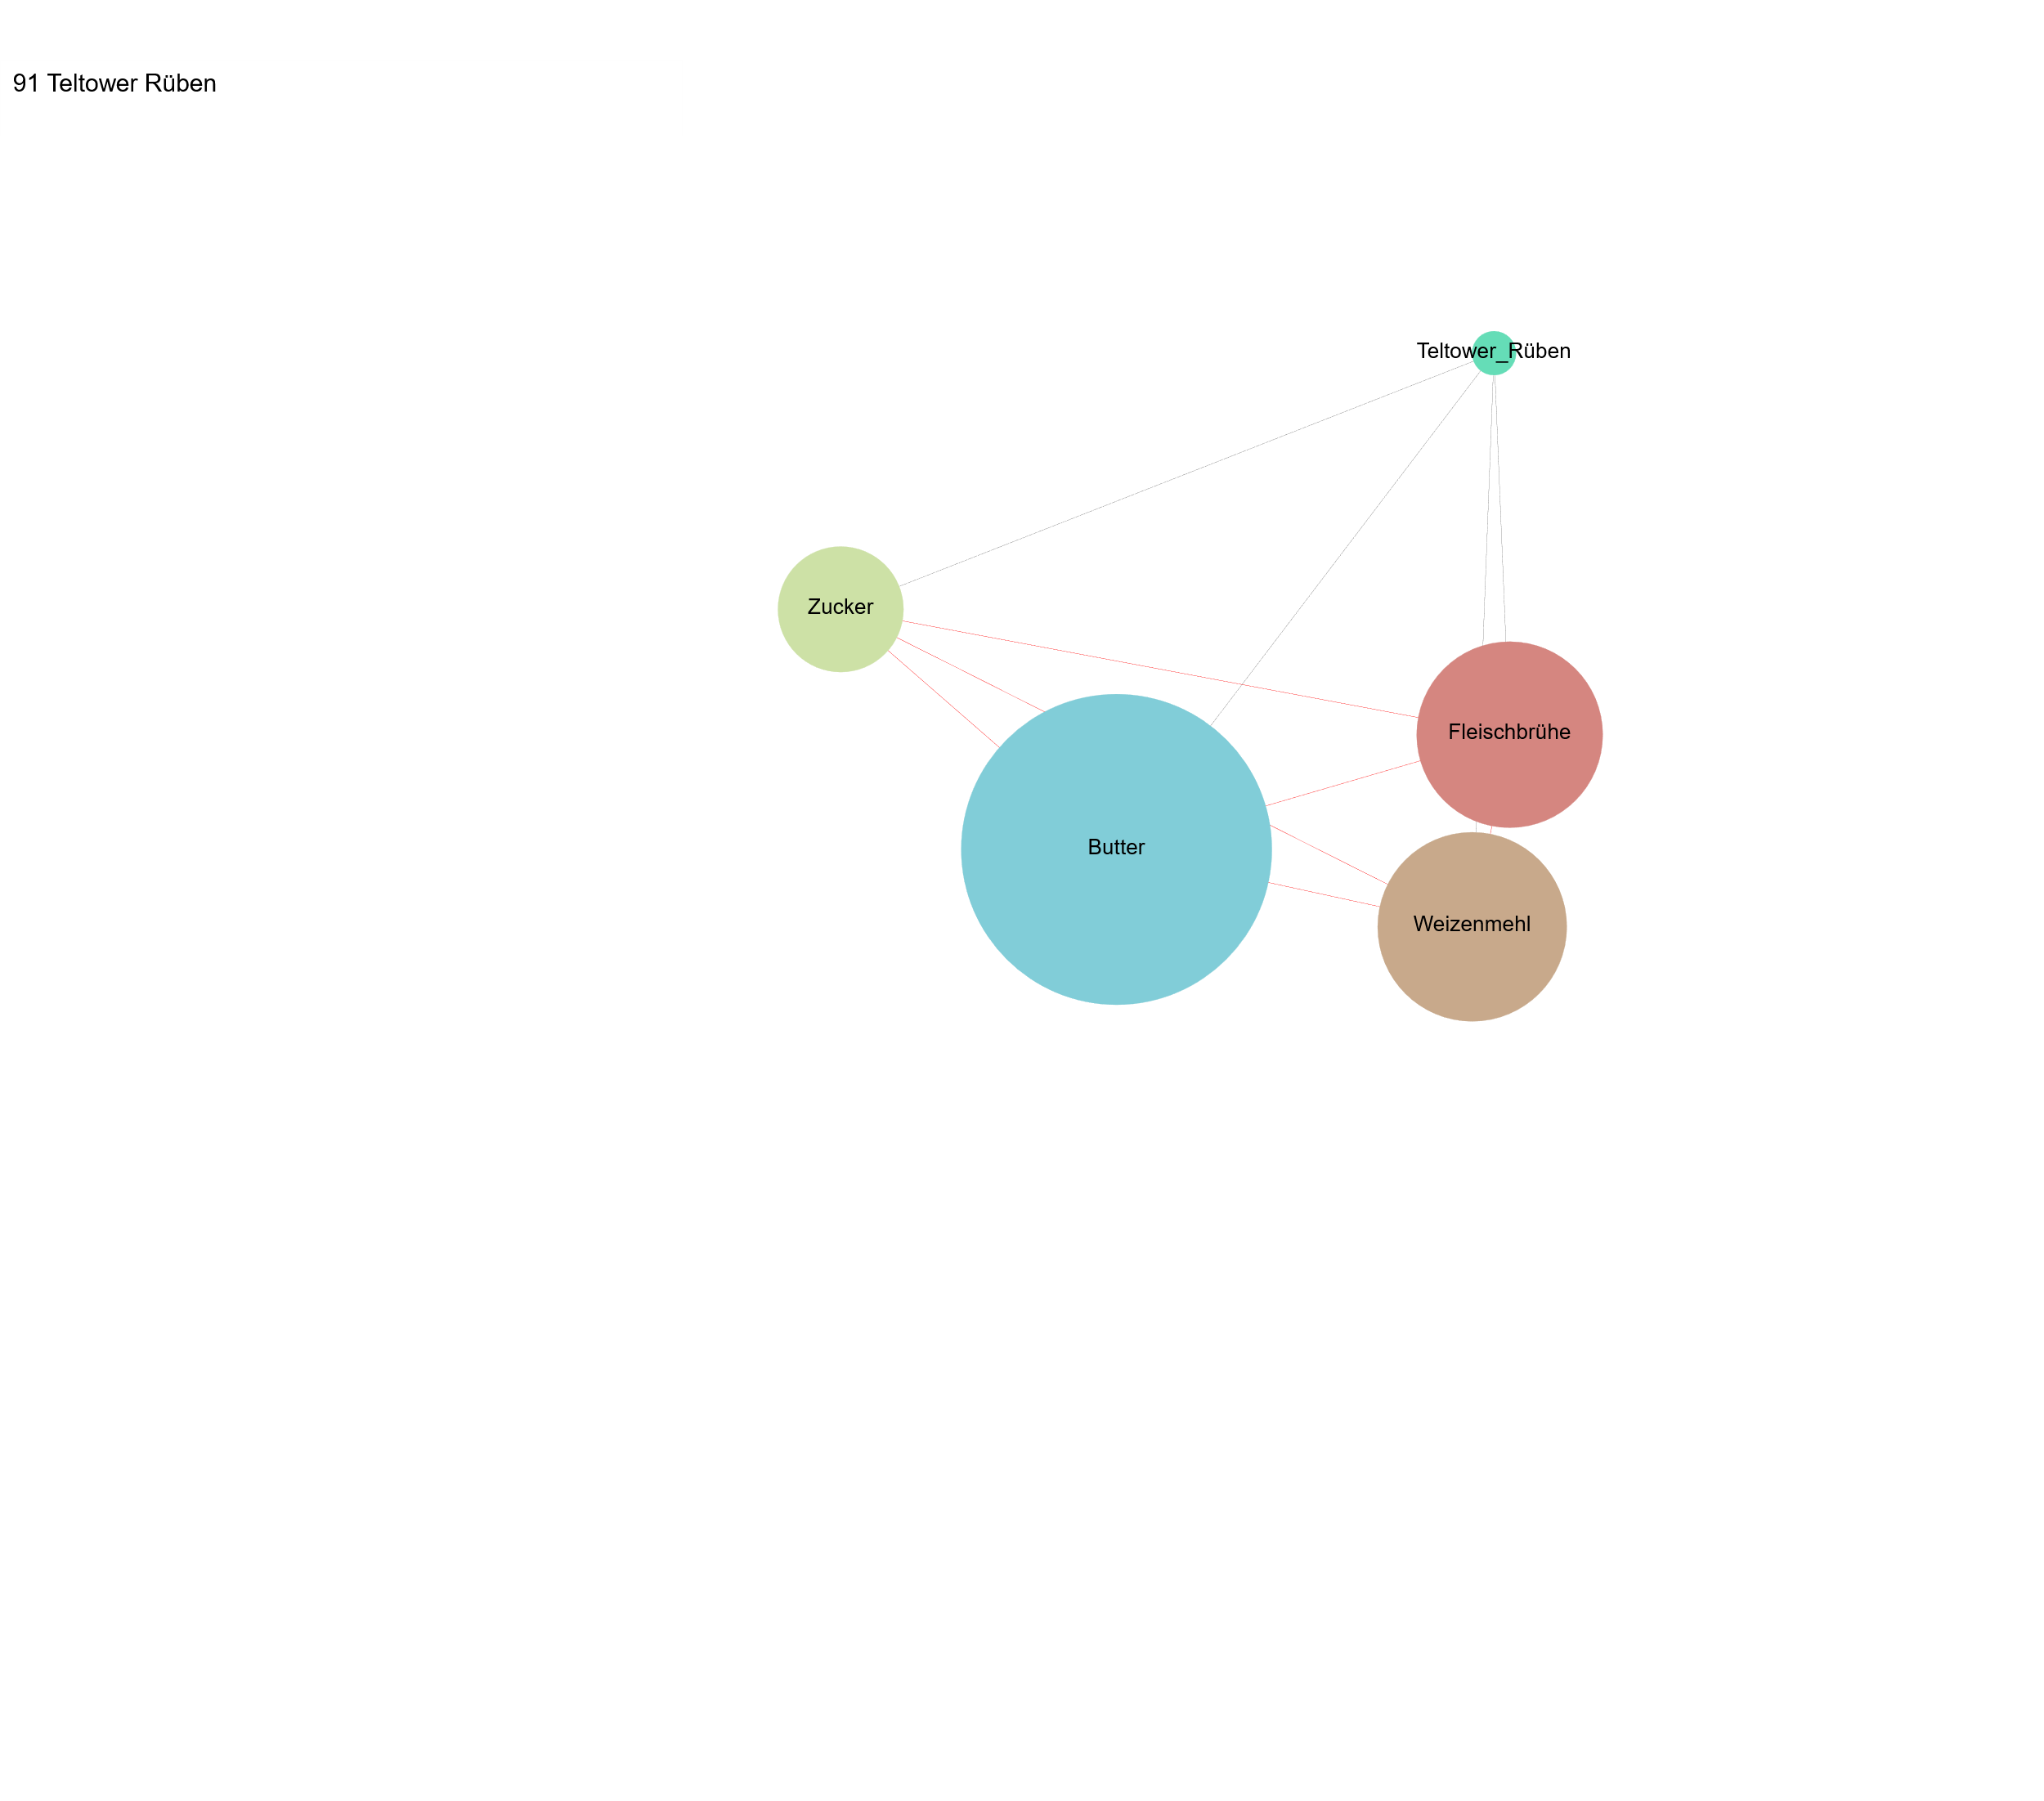 91 Teltower Rüben
Teltower_Rüben
Zucker
Fleischbrühe
Butter
Weizenmehl